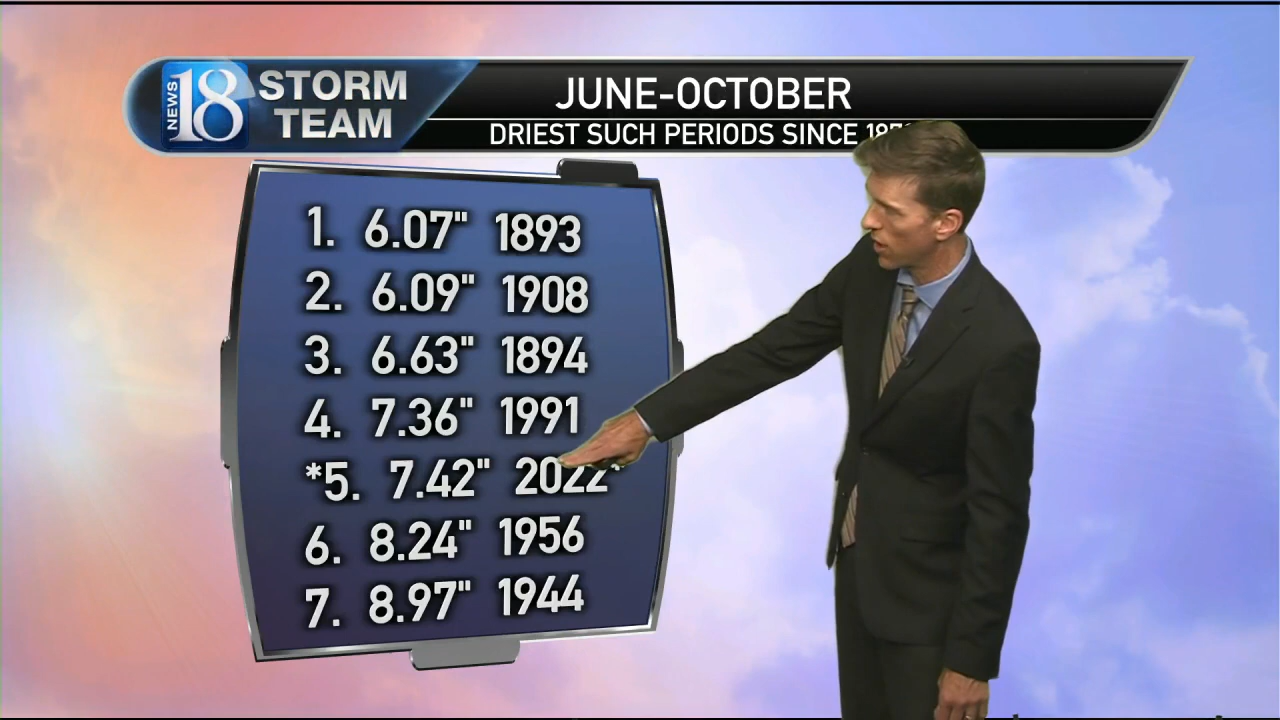 NEWS 18 STORM TEAM
JUNE-OCTOBER
DRIEST SUCH PERIODS SINCE
1. 6.07" 1893
2. 6.09" 1908
3. 6.63" 1894
4. 7.36" 1991
*5. 7.42" 2022*
6. 8.24" 1956
7. 8.97" 1944